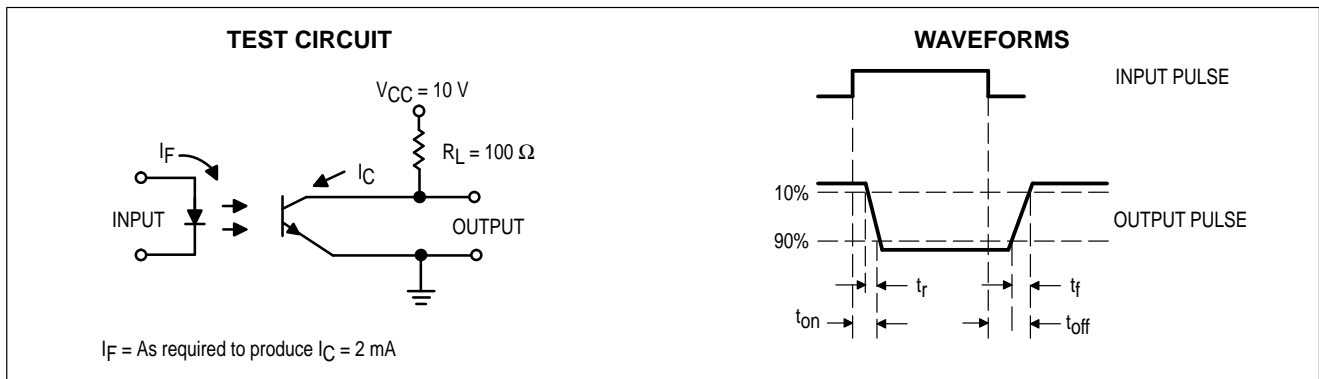 TEST CIRCUIT
VCC = 10 V
IF
RL = 100 Ω
IC
INPUT
OUTPUT
IF = As required to produce IC = 2 mA
WAVEFORMS
INPUT PULSE
10%
OUTPUT PULSE
90%
tr
tf
ton
toff